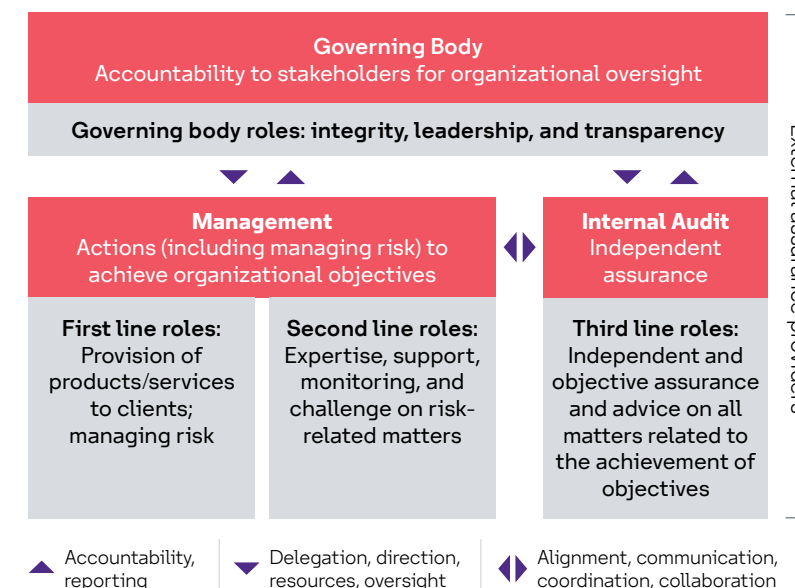 Governing Body
Accountability to stakeholders for organizational oversight
Governing body roles: integrity, leadership, and transparency
Management
Actions (including managing risk) to
achieve organizational objectives
Internal Audit
Independent
assurance
First line roles:
Provision of
products/services
to clients;
managing risk
Second line roles:
Expertise, support,
monitoring, and
challenge on risk-
related matters
Third line roles:
Independent and
objective assurance
and advice on all
matters related to
the achievement of
objectives
External assurance providers
Accountability,
reporting
Delegation, direction,
resources, oversight
Alignment, communication,
coordination, collaboration